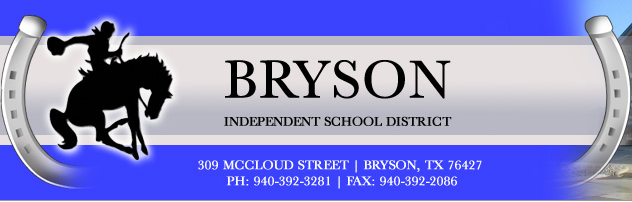 BRYSON
INDEPENDENT SCHOOL DISTRICT
309 MCCLOUD STREET | BRYSON, TX 76427
PH: 940-392-3281 | FAX: 940-392-2086